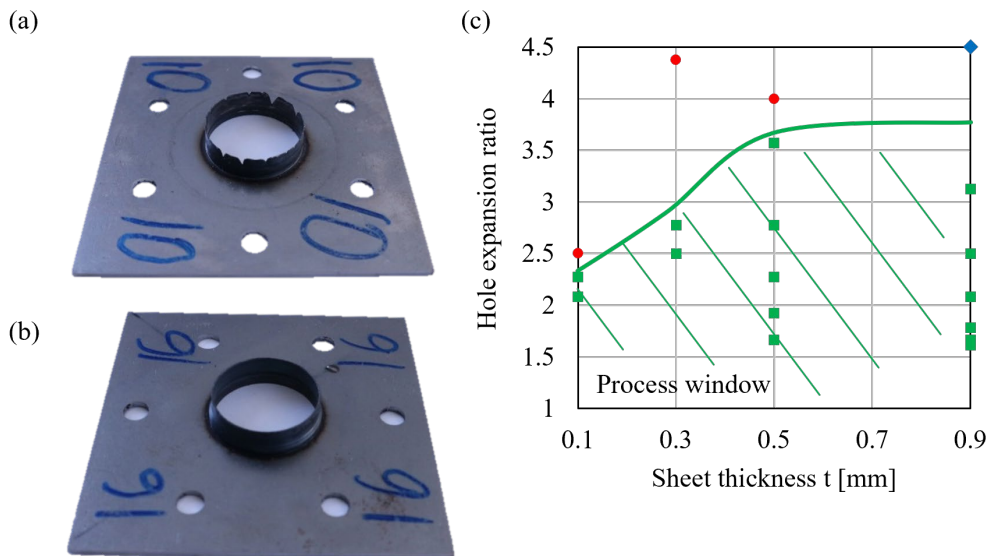 (a)
10 10
10 10
(b)
16 16
16 16
(c)
Hole expansion ratio
4.5
4
3.5
3
2.5
2
1.5
1
Process window
0.1 0.3 0.5 0.7 0.9
Sheet thickness t [mm]